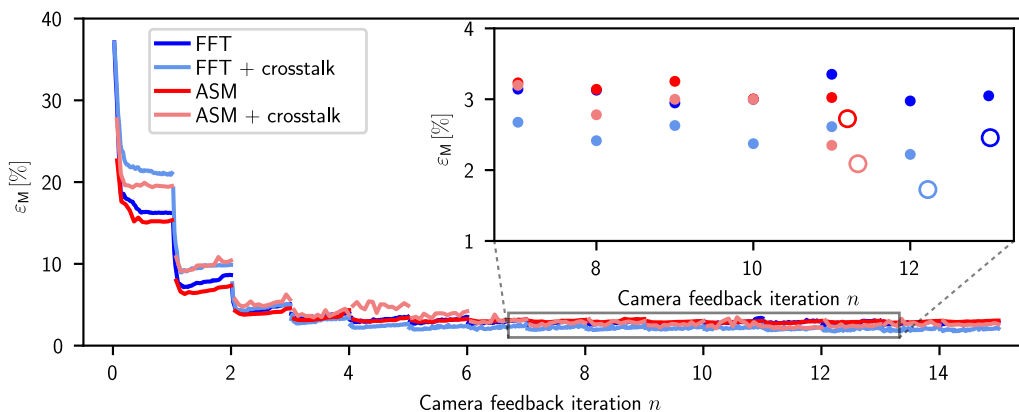 40
30
20
10
0
ε_M [%]
FFT
FFT + crosstalk
ASM
ASM + crosstalk
4
3
2
1
ε_M [%]
8 10 12
Camera feedback iteration n
0 2 4 6 8 10 12 14
Camera feedback iteration n